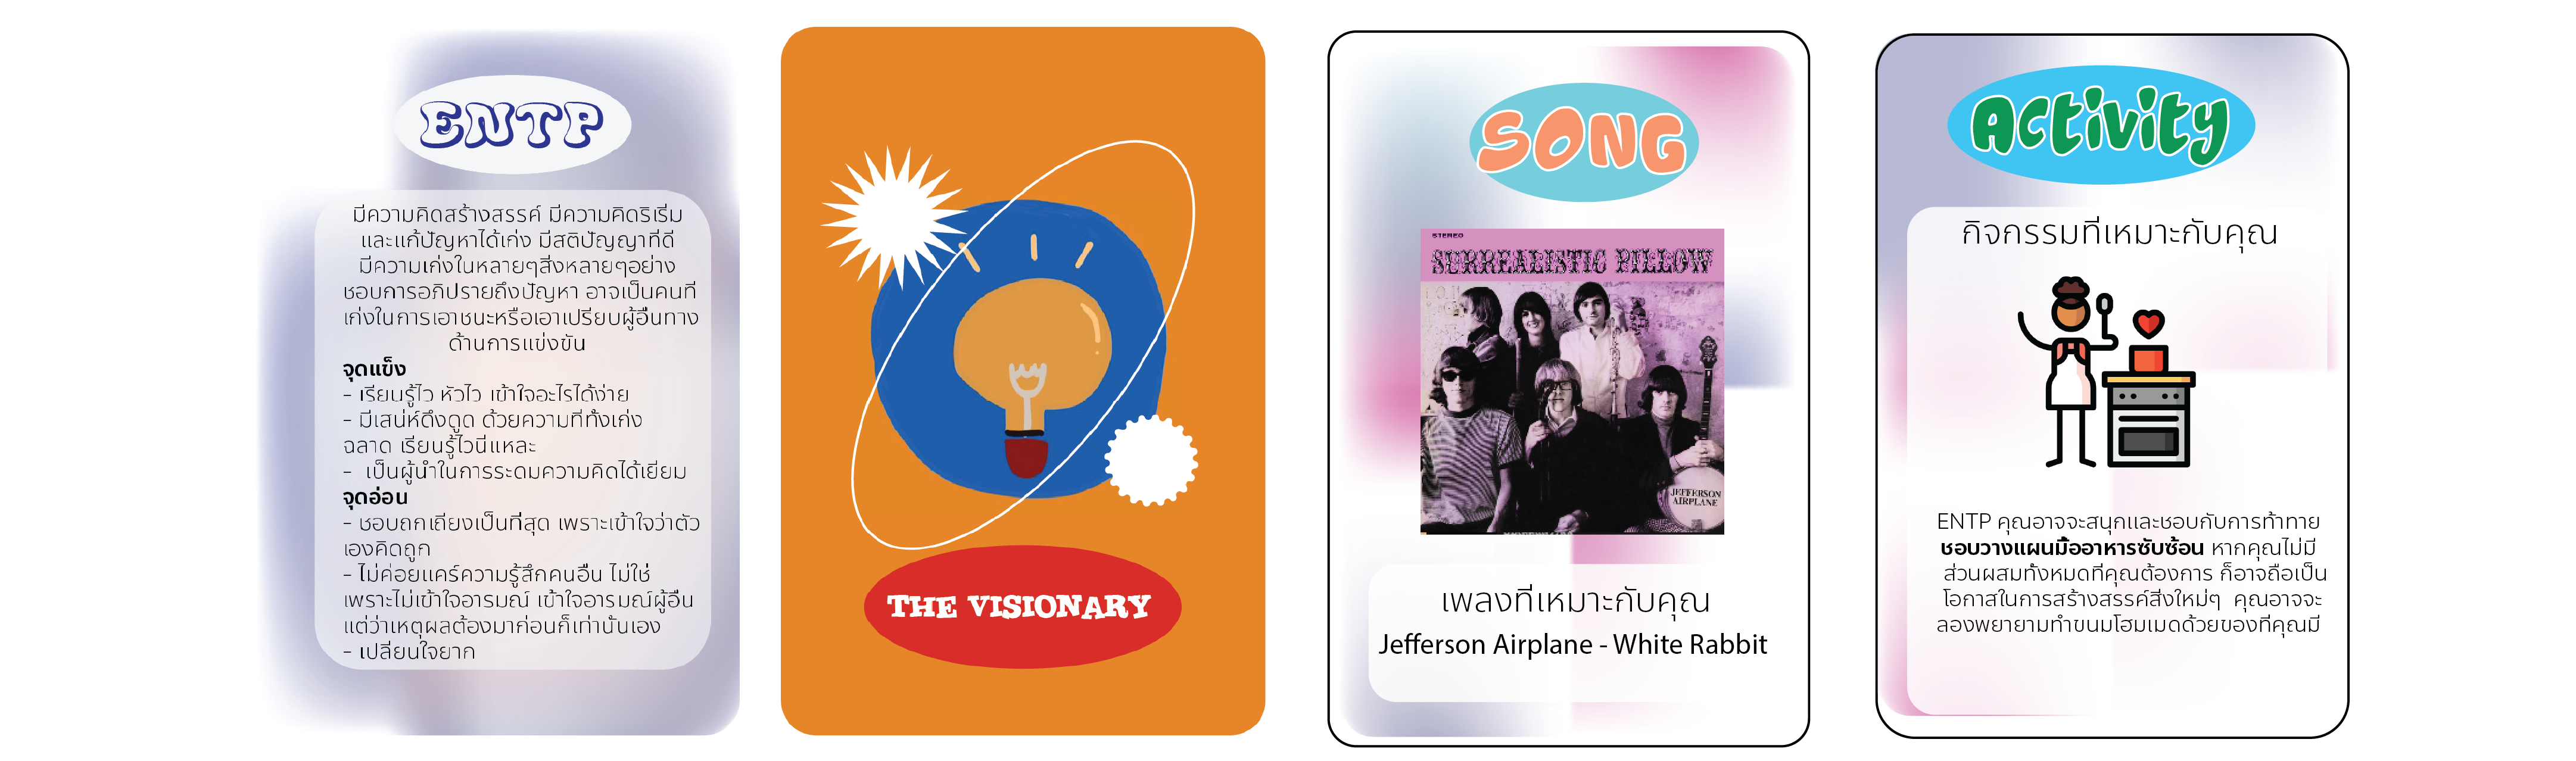 ENTP
มีความคิดสร้างสรรค์ มีความคิดริเริ่ม
และแก้ปัญหาได้เก่ง มีสติปัญญาที่ดี
มีความเก่งในหลายๆสิ่งหลายๆอย่าง
ชอบการอภิปรายถึงปัญหา อาจเป็นคนที่
เก่งในการเอาชนะหรือเอาเปรียบผู้อื่นทาง
ด้านการแข่งขัน
จุดแข็ง
- เรียนรู้ไว หัวไว เข้าใจอะไรได้ง่าย
- มีเสน่ห์ดึงดูด ด้วยความที่ทั้งเก่ง
ฉลาด เรียนรู้ไวนี่แหละ
- เป็นผู้นำในการระดมความคิดได้เยี่ยม
จุดอ่อน
- ชอบถกเถียงเป็นที่สุด เพราะเข้าใจว่าตัว
เองคิดถูก
- ไม่ค่อยแคร์ความรู้สึกคนอื่น ไม่ใช่
เพราะไม่เข้าใจอารมณ์ เข้าใจอารมณ์ผู้อื่น
แต่ว่าเหตุผลต้องมาก่อนก็เท่านั้นเอง
- เปลี่ยนใจยาก
THE VISIONARY
SONG
STEREO
SURREALISTIC PILLOW
JEFFERSON
AIRPLANE
เพลงที่เหมาะกับคุณ
Jefferson Airplane - White Rabbit
Activity
กิจกรรมที่เหมาะกับคุณ
ENTP คุณอาจจะสนุกและชอบกับการท้าทาย
ชอบวางแผนมื้ออาหารซับซ้อน หากคุณไม่มี
ส่วนผสมทั้งหมดที่คุณต้องการ ก็อาจถือเป็น
โอกาสในการสร้างสรรค์สิ่งใหม่ๆ คุณอาจจะ
ลองพยายามทำขนมโฮมเมดด้วยของที่คุณมี